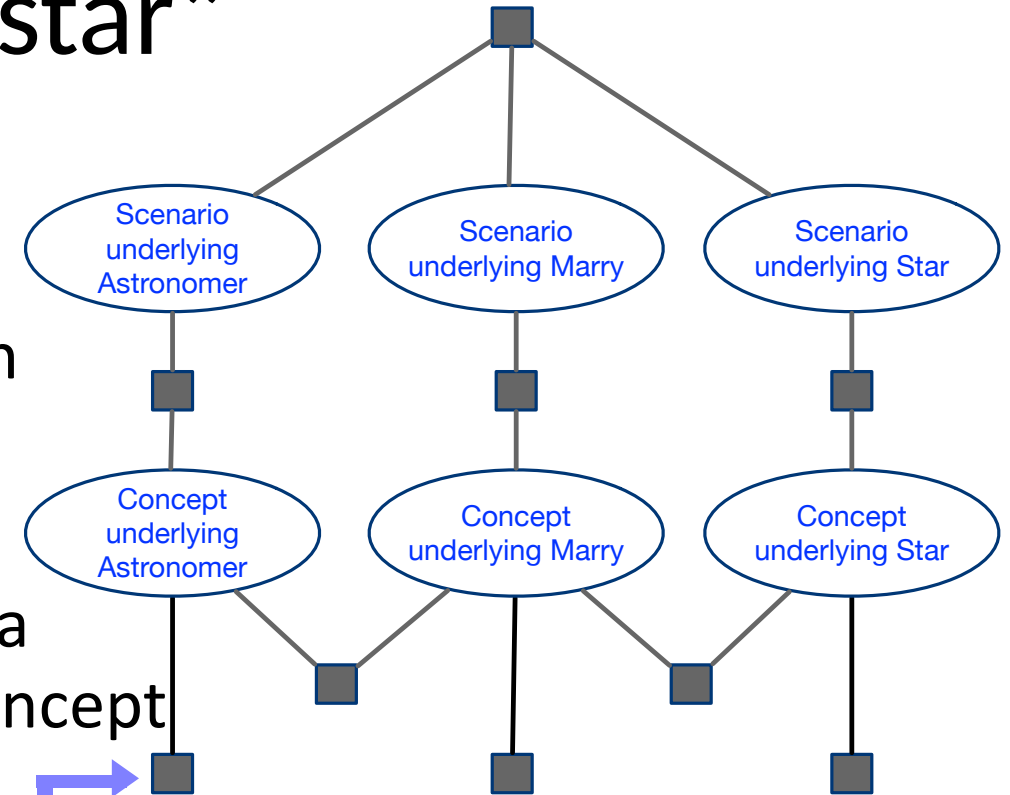 star"
Scenario
underlying
Astronomer
Scenario
underlying Marry
Scenario
underlying Star
n
Concept
underlying
Astronomer
Concept
underlying Marry
Concept
underlying Star
a
ncept